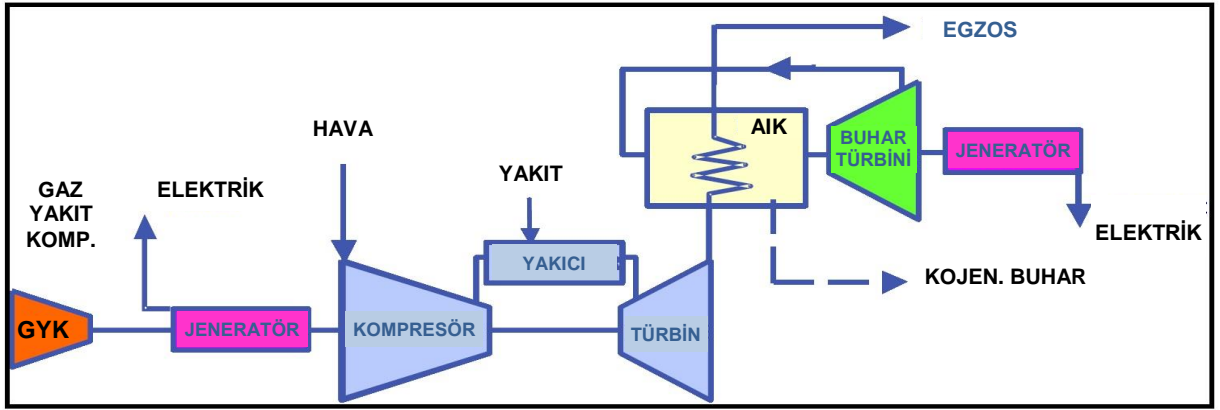 EGZOS
HAVA
AIK
BUHAR
TÜRBİNİ
JENERATÖR
GAZ
YAKIT
KOMP.
ELEKTRİK
YAKIT
ELEKTRİK
YAKICI
KOJEN. BUHAR
GYK
JENERATÖR
KOMPRESÖR
TÜRBİN